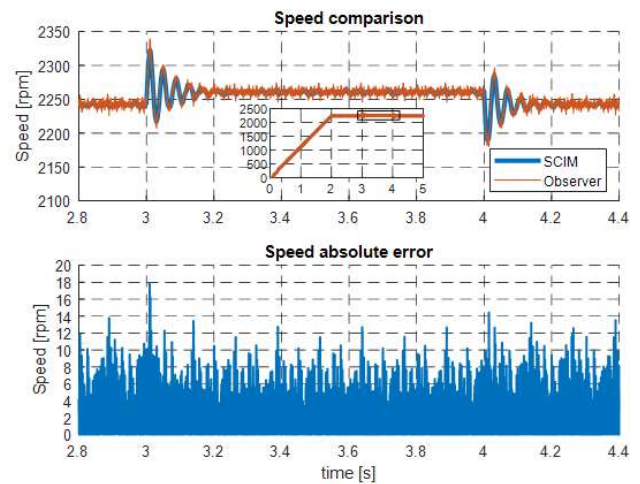 Speed comparison
2350
2300
2250
2200
2150
2100
Speed [rpm]
2500
2000
1500
1000
500
0
0 1 2 3 4 5
SCIM
Observer
2.8 3 3.2 3.4 3.6 3.8 4 4.2 4.4
Speed absolute error
20
18
16
14
12
10
8
6
4
2
0
Speed [rpm]
2.8 3 3.2 3.4 3.6 3.8 4 4.2 4.4
time [s]